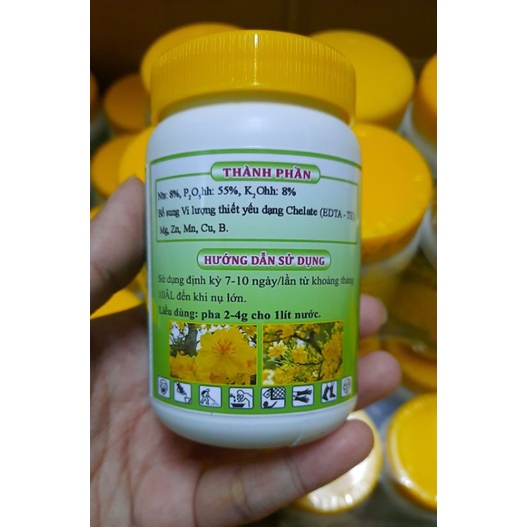 THÀNH PHẦN
Nts: 8%, P₂O₅hh: 55%, K₂Ohh: 8%
Bổ sung Vi lượng thiết yếu dạng Chelate (EDTA - TE)
Mg, Zn, Mn, Cu, B.
HƯỚNG DẪN SỬ DỤNG
Sử dụng định kỳ 7-10 ngày/lần từ khoảng tháng
ÂL đến khi nụ lớn.
Liều dùng: pha 2-4g cho 1lít nước.